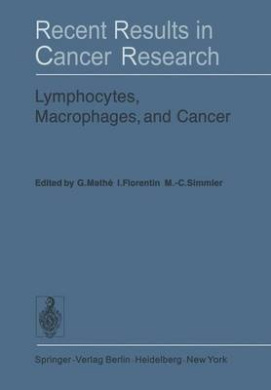 Recent Results in
Cancer Research
Lymphocytes,
Macrophages, and Cancer
Edited by G.Mathé I.Florentin M.-C.Simmler
Springer-Verlag Berlin · Heidelberg · New York